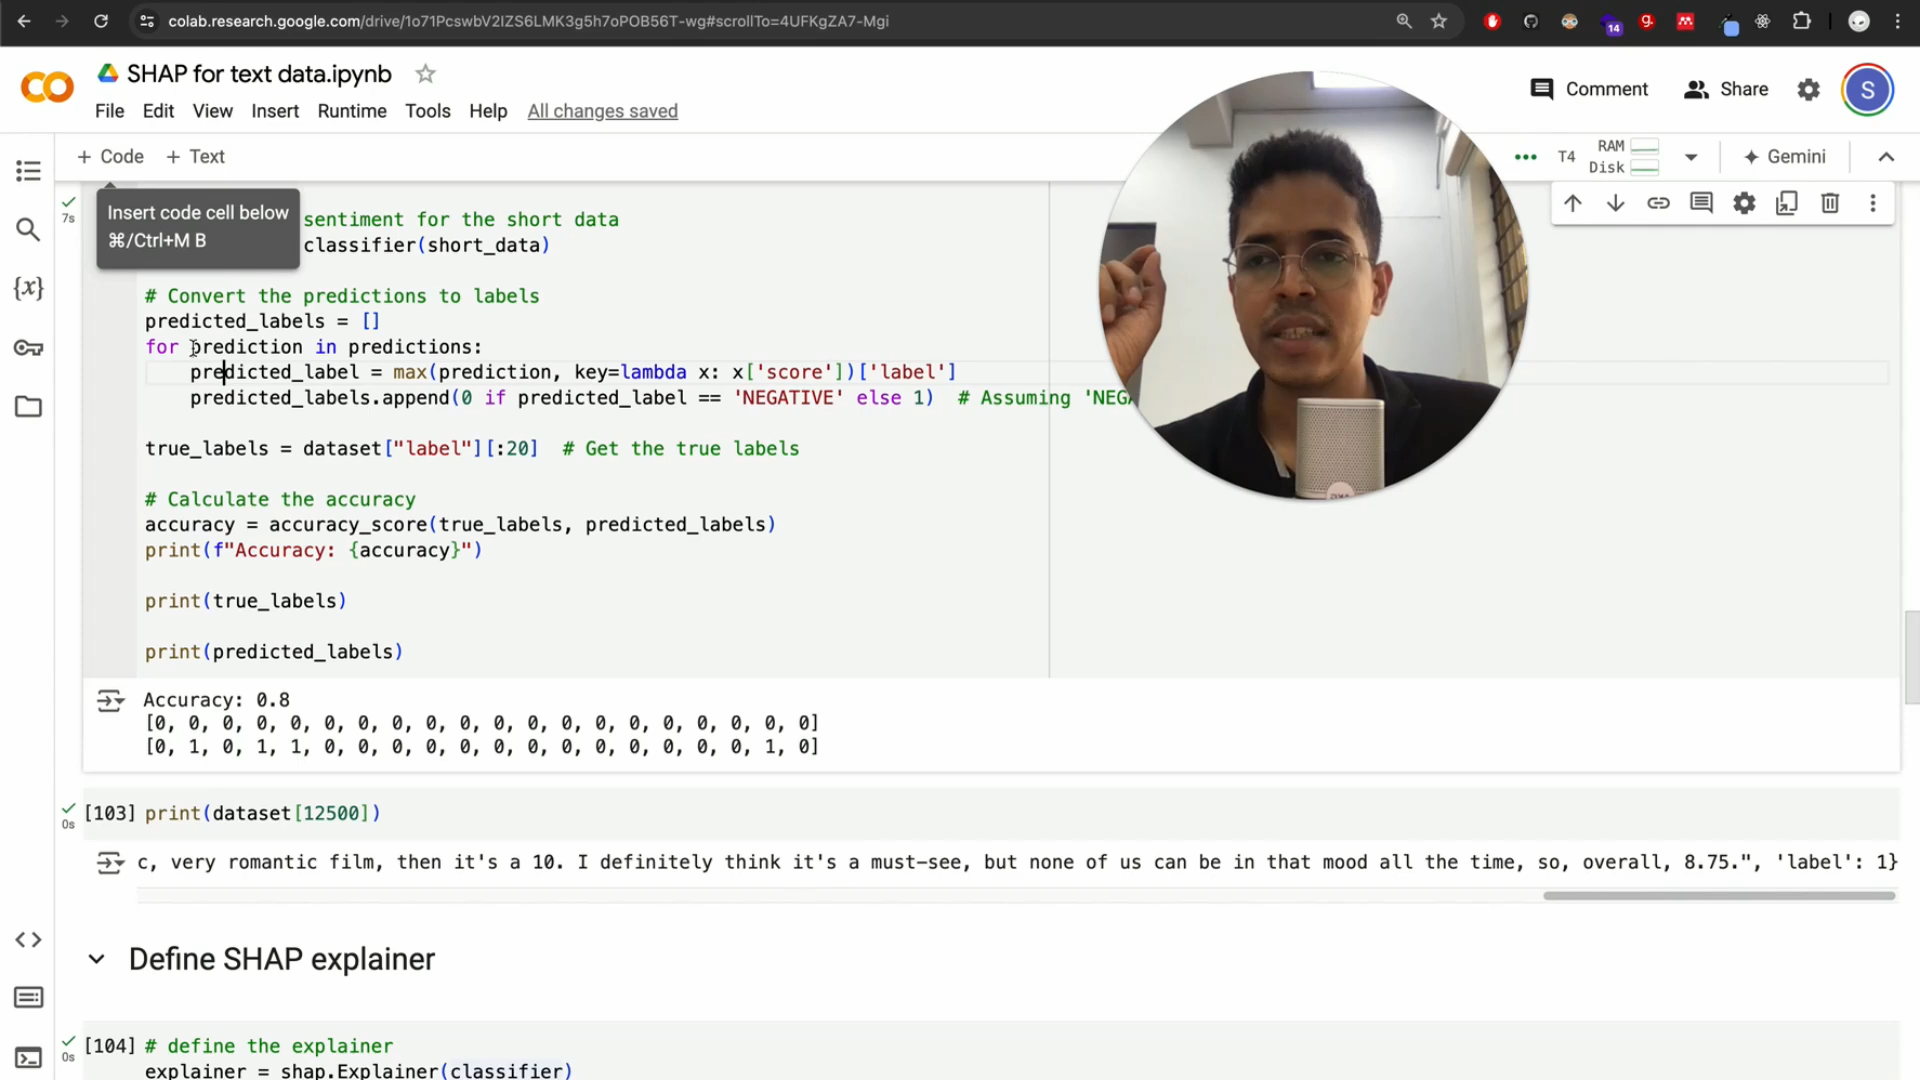 colab.research.google.com/drive/1o71PcswbV2IZS6LMK3g5h7oPOB56T-wg#scrollTo=4UFKgZA7-Mgi
14
SHAP for text data.ipynb
File Edit View Insert Runtime Tools Help All changes saved
Comment Share S
+ Code + Text
T4 RAM Disk Gemini
Insert code cell below
⌘/Ctrl+M B
7s
sentiment for the short data
classifier(short_data)
# Convert the predictions to labels
predicted_labels = []
for prediction in predictions:
predicted_label = max(prediction, key=lambda x: x['score'])['label']
predicted_labels.append(0 if predicted_label == 'NEGATIVE' else 1)  # Assuming 'NEGA
true_labels = dataset["label"][:20]  # Get the true labels
# Calculate the accuracy
accuracy = accuracy_score(true_labels, predicted_labels)
print(f"Accuracy: {accuracy}")
print(true_labels)
print(predicted_labels)
Accuracy: 0.8
[0, 0, 0, 0, 0, 0, 0, 0, 0, 0, 0, 0, 0, 0, 0, 0, 0, 0, 0, 0]
[0, 1, 0, 1, 1, 0, 0, 0, 0, 0, 0, 0, 0, 0, 0, 0, 0, 0, 1, 0]
[103] print(dataset[12500])
0s
c, very romantic film, then it's a 10. I definitely think it's a must-see, but none of us can be in that mood all the time, so, overall, 8.75.", 'label': 1}
Define SHAP explainer
[104] # define the explainer
0s
explainer = shap.Explainer(classifier)